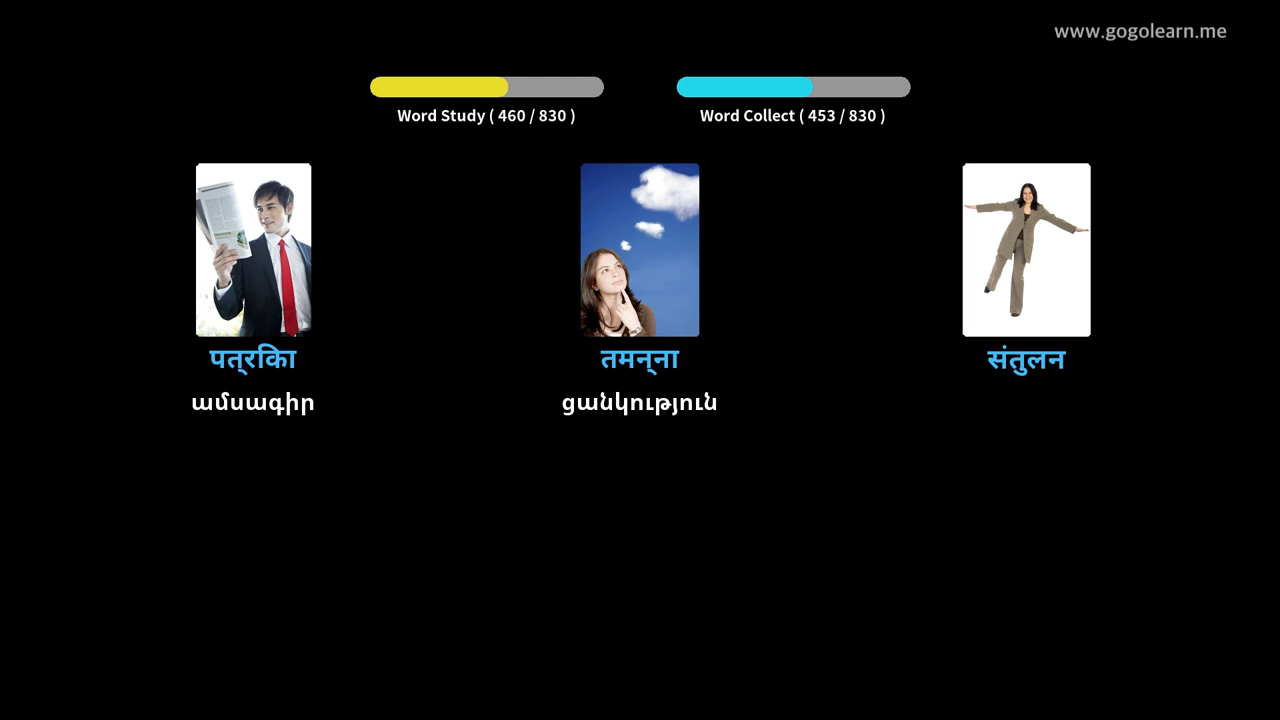 www.gogolearn.me
Word Study ( 460 / 830 )
Word Collect ( 453 / 830 )
पत्रिका
तमन्ना
संतुलन
ամսագիր
ցանկություն